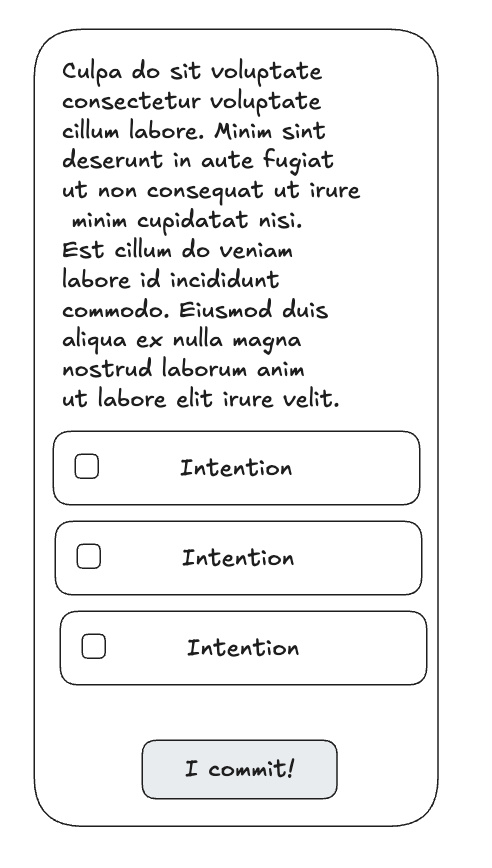 Culpa do sit voluptate
consectetur voluptate
cillum labore. Minim sint
deserunt in aute fugiat
ut non consequat ut irure
minim cupidatat nisi.
Est cillum do veniam
labore id incididunt
commodo. Eiusmod duis
aliqua ex nulla magna
nostrud laborum anim
ut labore elit irure velit.
Intention
Intention
Intention
I commit!